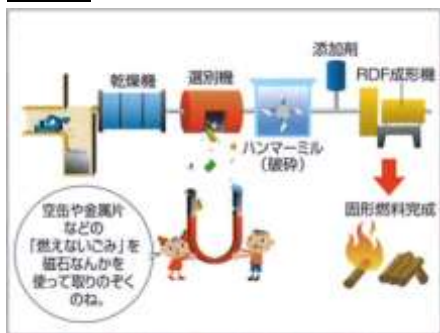 添加剤
乾燥機
選別機
RDF成形機
ハンマーミル
(破砕)
固形燃料完成
空缶や金属片
などの
「燃えないごみ」を
磁石なんかを
使って取りのぞく
のね。